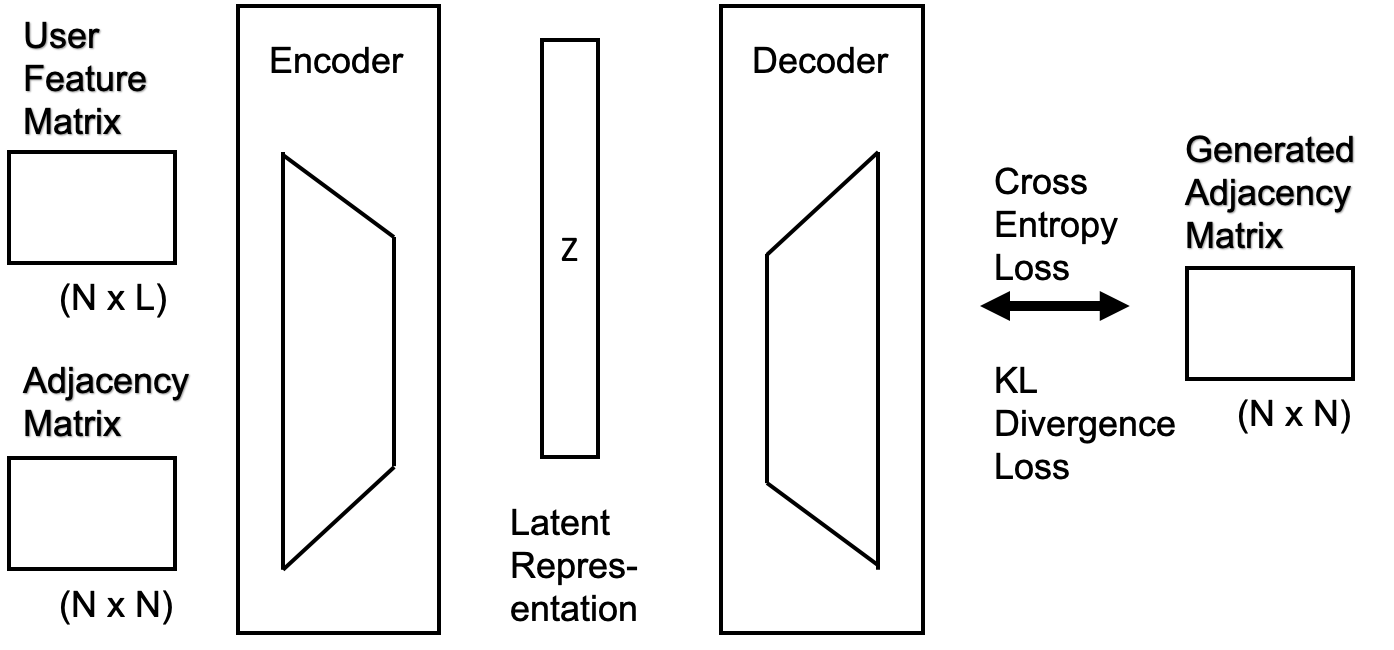 User
Feature
Matrix
(N x L)
Adjacency
Matrix
(N x N)
Encoder
z
Latent
Repres-
entation
Decoder
Cross
Entropy
Loss
KL
Divergence
Loss
Generated
Adjacency
Matrix
(N x N)